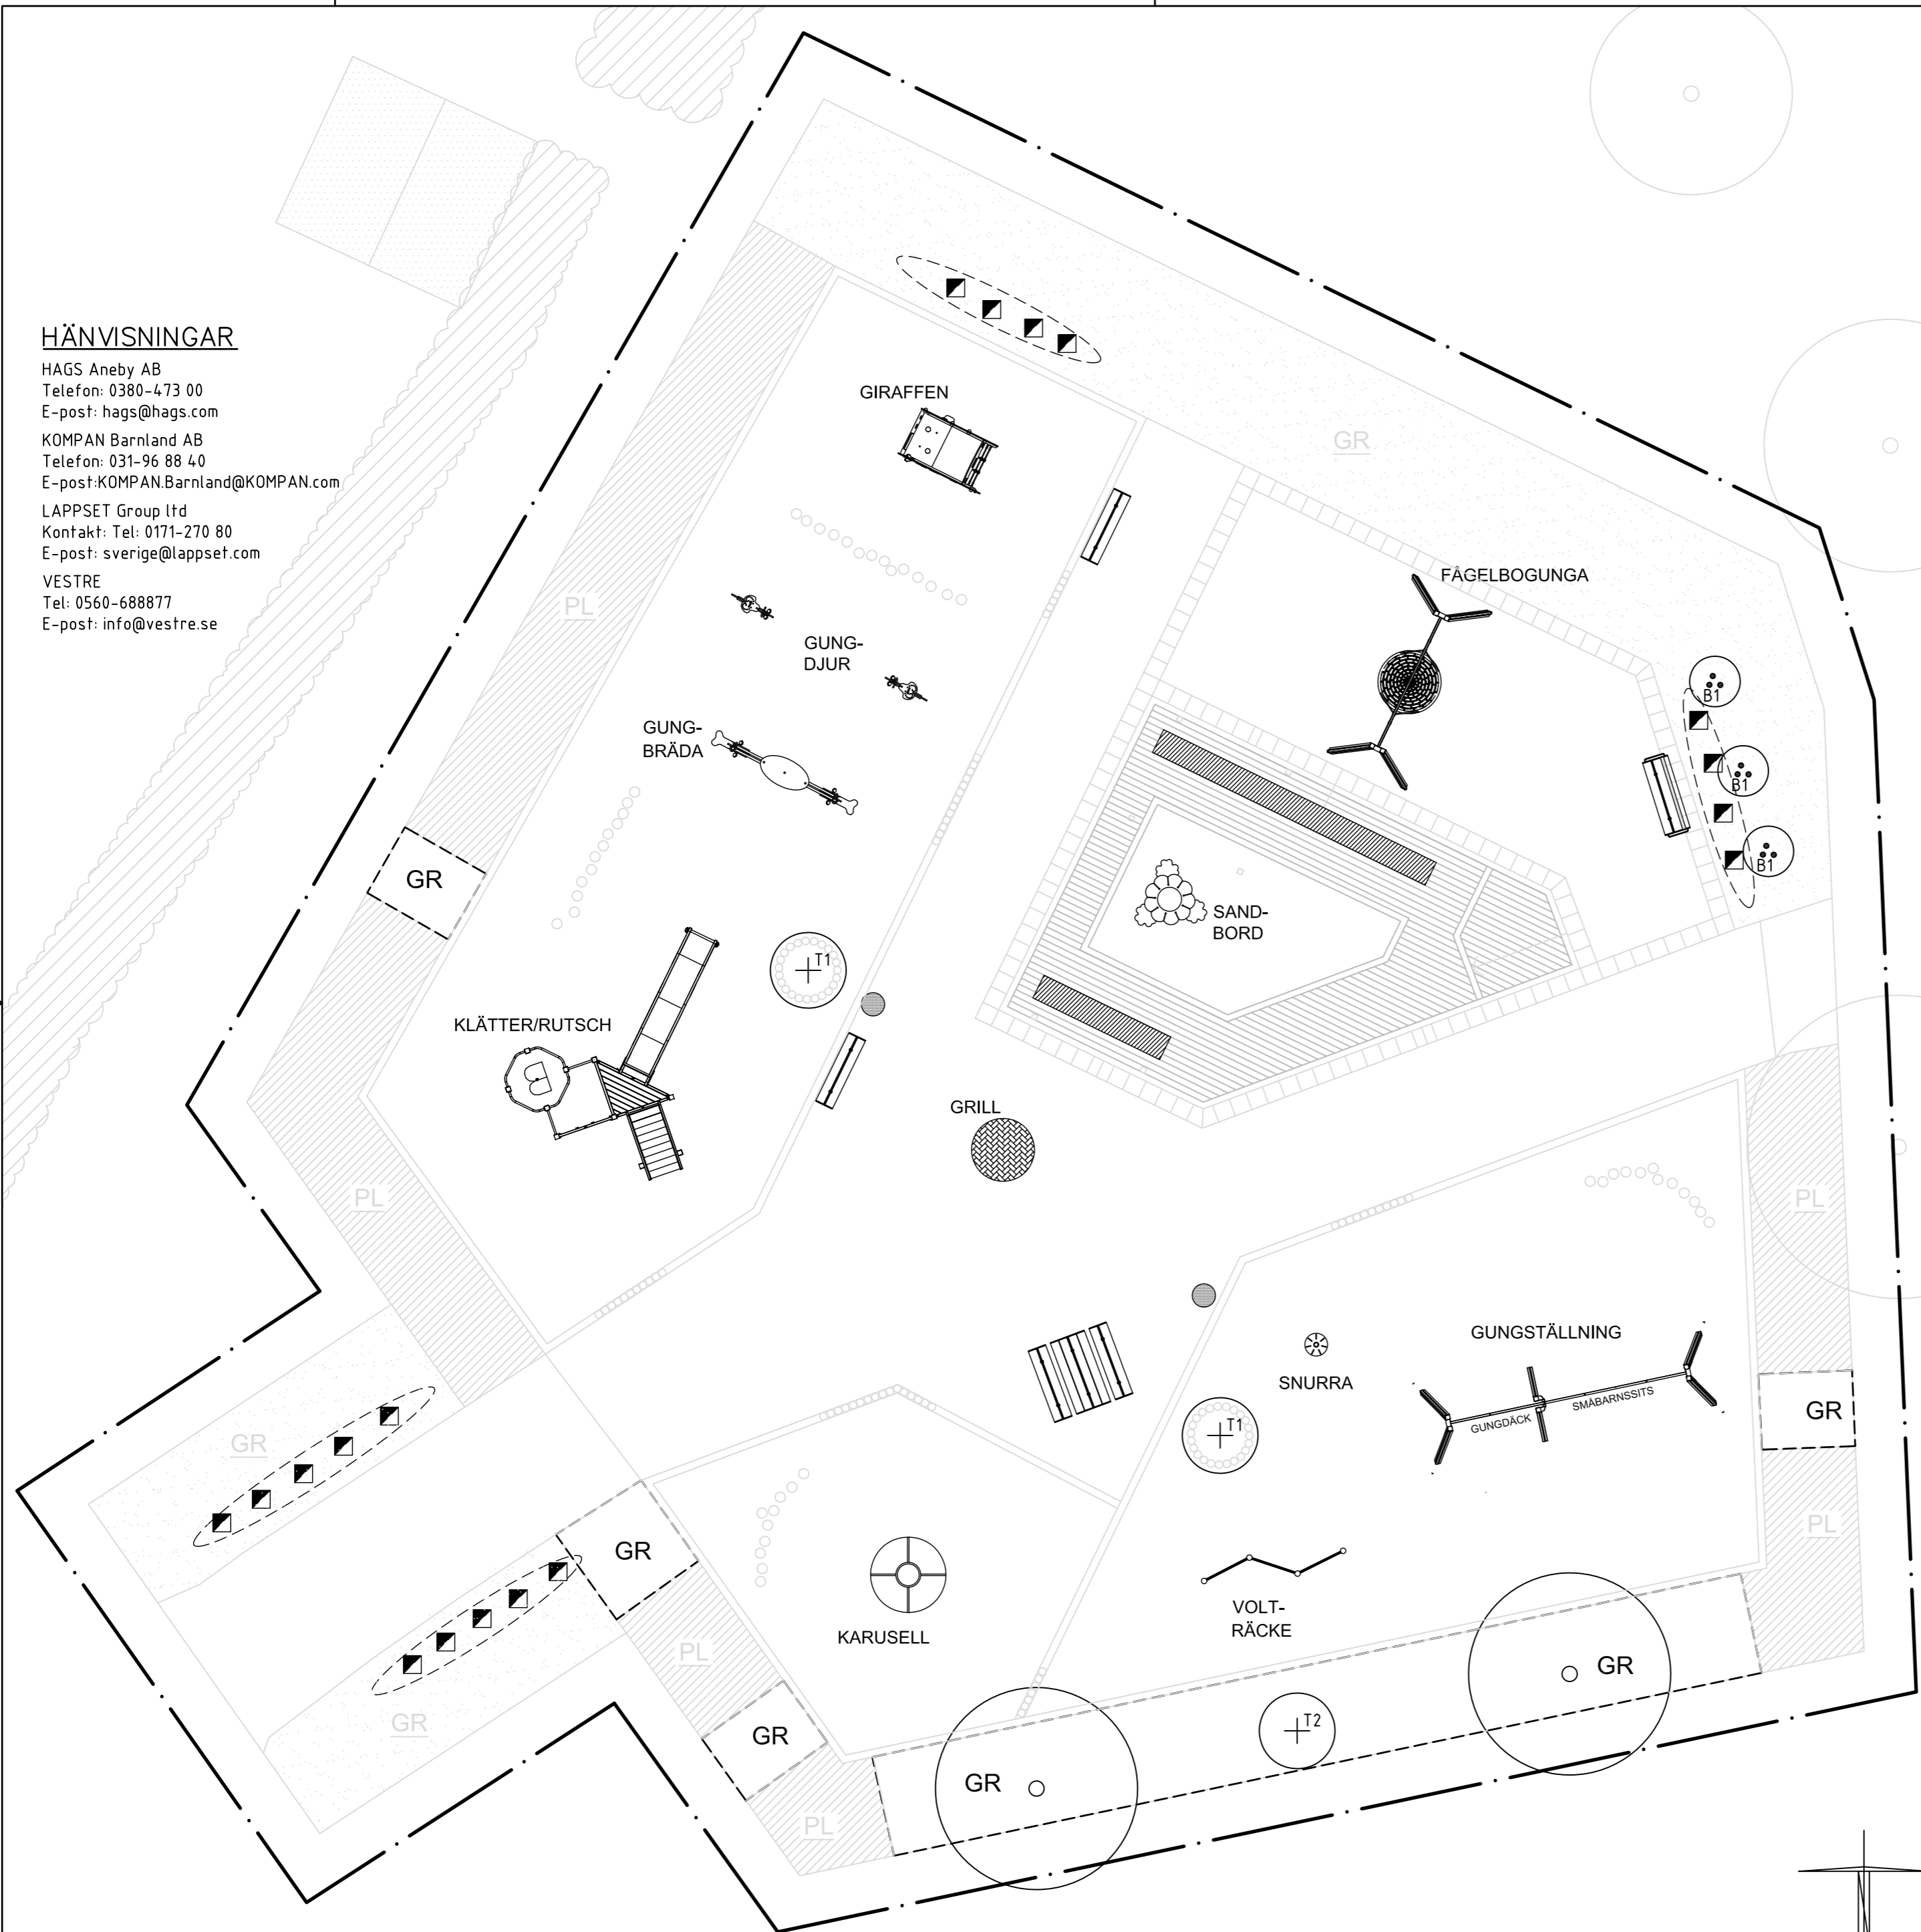 HÄNVISNINGAR
HAGS Aneby AB
Telefon: 0380-473 00
E-post: hags@hags.com
KOMPAN Barnland AB
Telefon: 031-96 88 40
E-post:KOMPAN.Barnland@KOMPAN.com
LAPPSET Group ltd
Kontakt: Tel: 0171-270 80
E-post: sverige@lappset.com
VESTRE
Tel: 0560-688877
E-post: info@vestre.se
GIRAFFEN
GR
FÅGELBOGUNGA
PL
GUNG-
DJUR
B1
GUNG-
BRÄDA
B1
B1
GR
SAND-
BORD
T1
KLÄTTER/RUTSCH
GRILL
PL
PL
GUNGSTÄLLNING
SNURRA
SMÅBARNSSITS
GUNGDÄCK
GR
T1
GR
PL
GR
VOLT-
RÄCKE
KARUSELL
PL
GR
GR
T2
GR
GR
PL